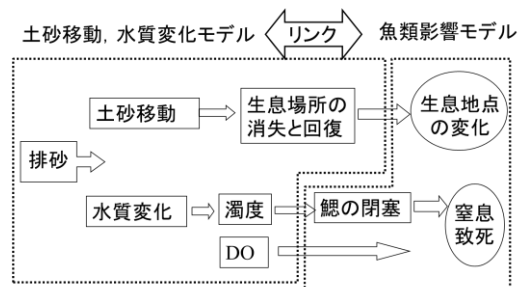 土砂移動, 水質変化モデル
リンク
魚類影響モデル
土砂移動
生息場所の
消失と回復
生息地点
の変化
排砂
水質変化
濁度
鰓の閉塞
窒息
致死
DO